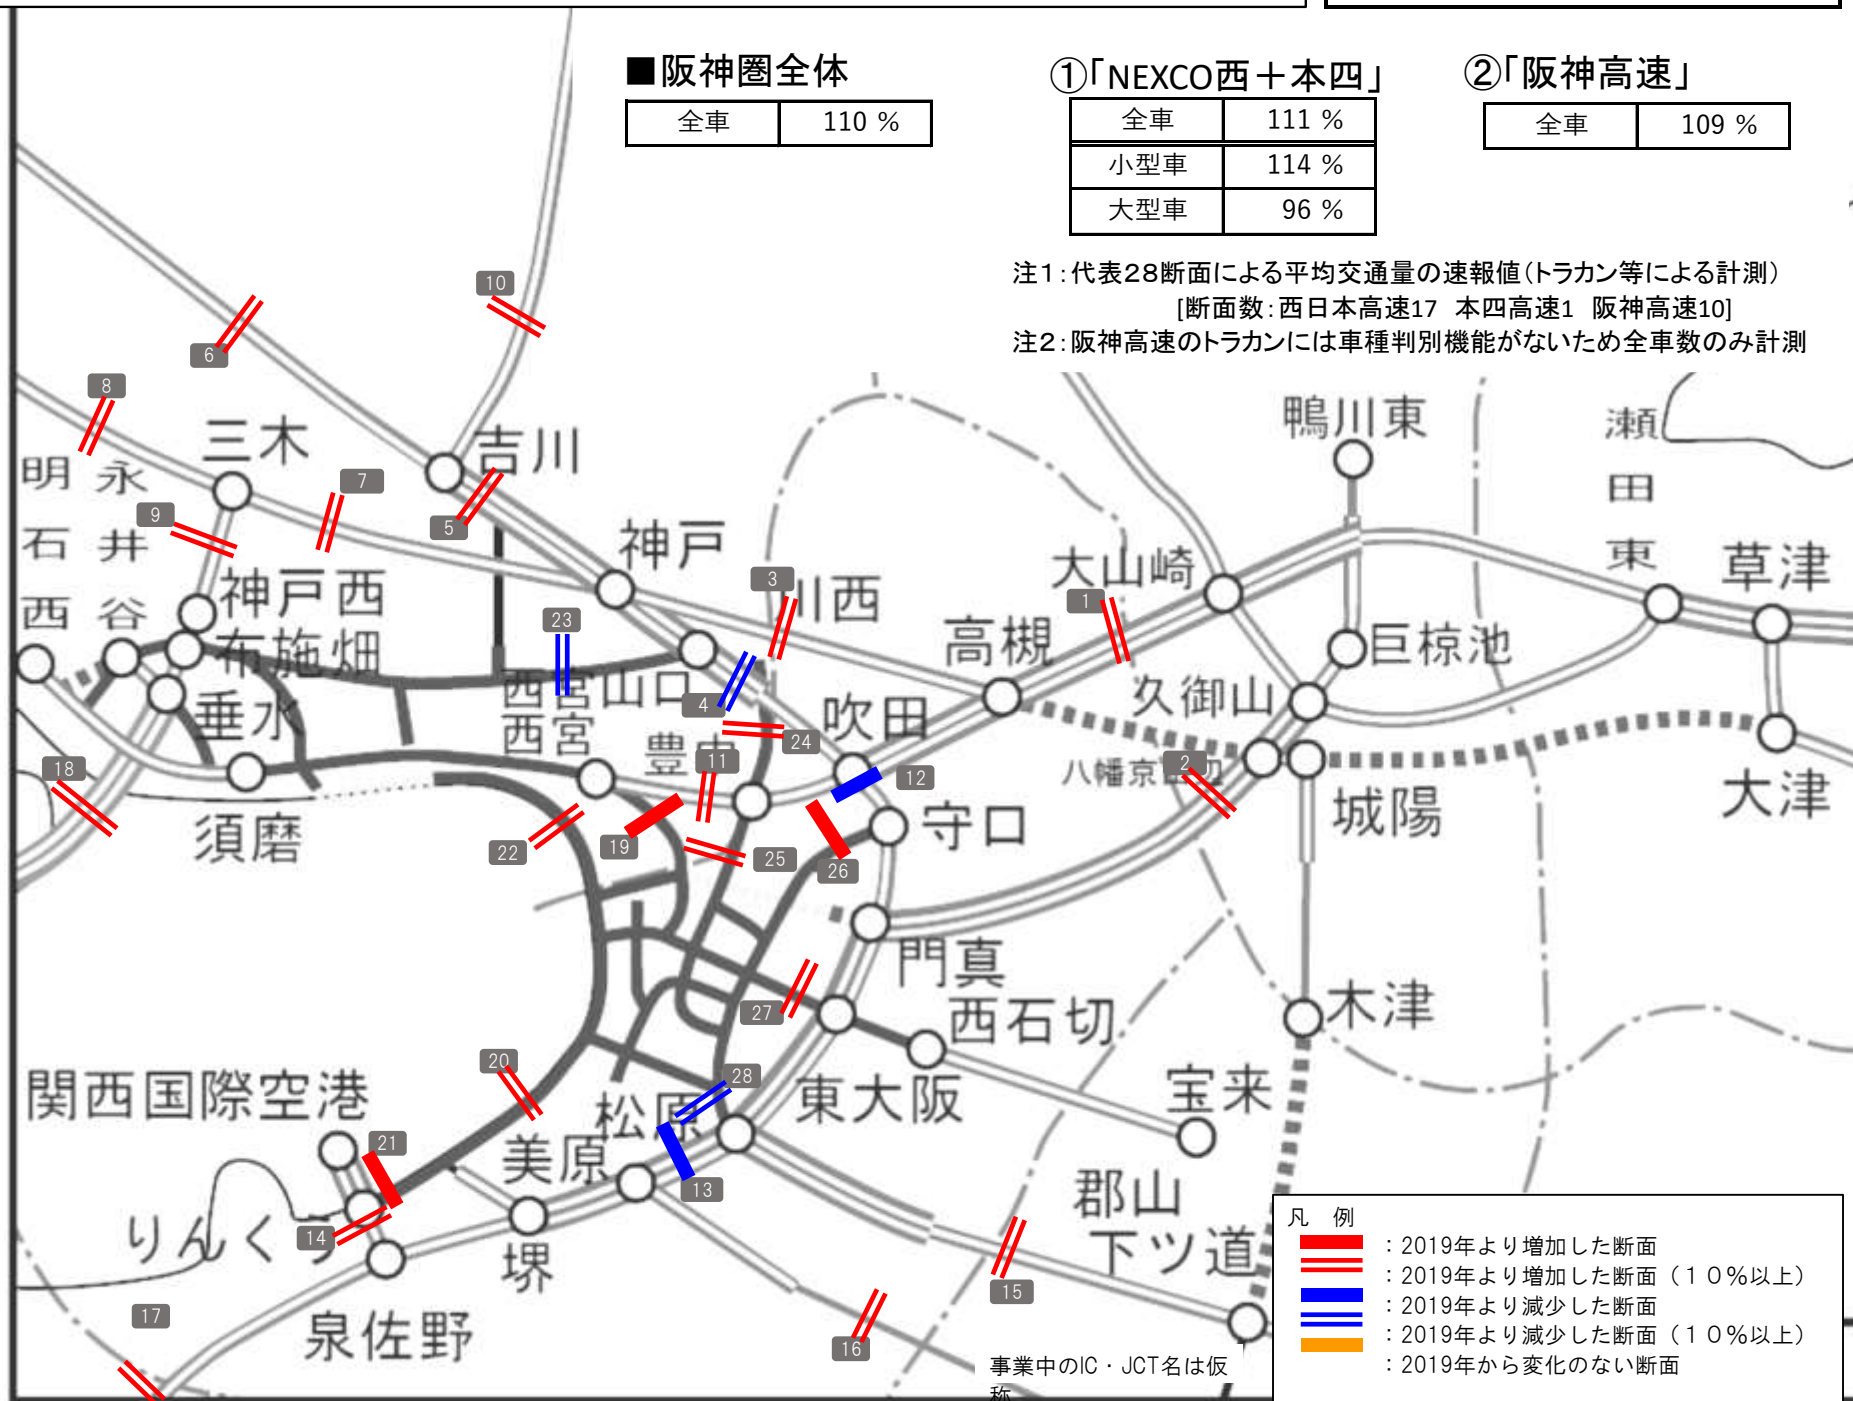 ■阪神圏全体
全車 110 %
①「NEXCO西＋本四」
全車 111 %
小型車 114 %
大型車 96 %
②「阪神高速」
全車 109 %
注1：代表28断面による平均交通量の速報値（トラカン等による計測）
[断面数：西日本高速17 本四高速1 阪神高速10]
注2：阪神高速のトラカンには車種判別機能がないため全車数のみ計測
10
6
8
鴨川東
瀬田東
三木
吉川
明石西
永井谷
7
9
5
神戸
大山崎
草津
3
川西
1
神戸西
布施畑
23
高槻
巨椋池
西宮山口
西宮
4
久御山
垂水
吹田
豊中
24
11
18
12
八幡京田辺
2
大津
須磨
守口
城陽
22
19
25
26
門真
27
西石切
木津
20
28
関西国際空港
松原
東大阪
宝来
21
美原
13
郡山
下ツ道
14
りんくう
堺
15
17
泉佐野
16
事業中のIC・JCT名は仮
称
凡 例
：2019年より増加した断面
：2019年より増加した断面（１０％以上）
：2019年より減少した断面
：2019年より減少した断面（１０％以上）
：2019年から変化のない断面